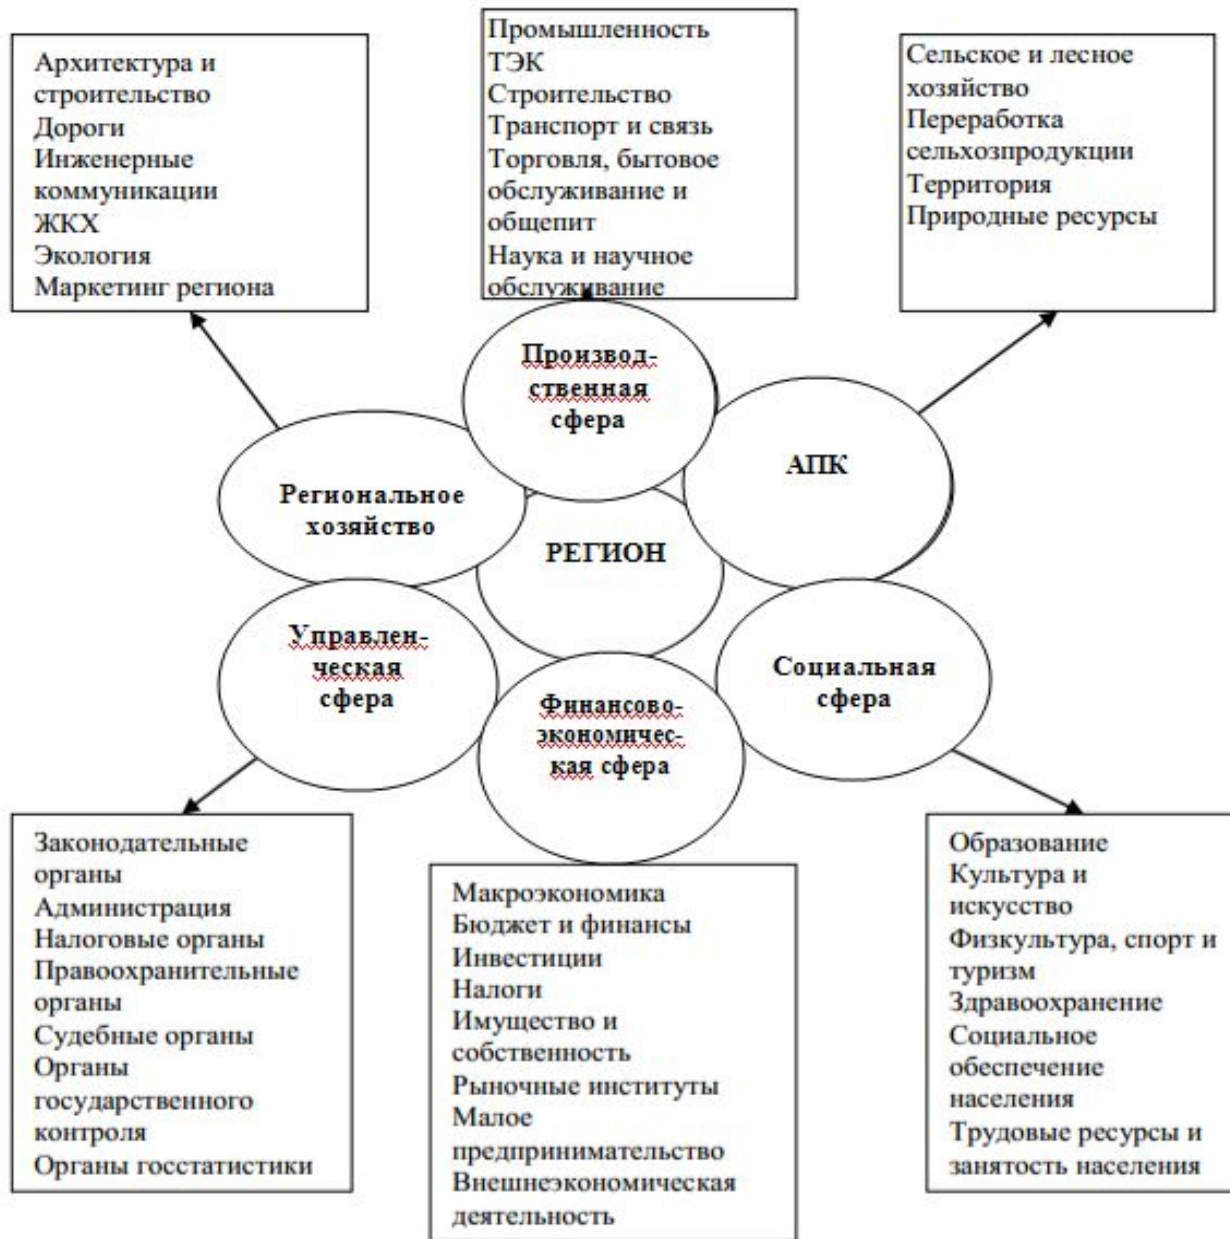 Архитектура и
строительство
Дороги
Инженерные
коммуникации
ЖКХ
Экология
Маркетинг региона
Промышленность
ТЭК
Строительство
Транспорт и связь
Торговля, бытовое
обслуживание и
общепит
Наука и научное
обслуживание
Сельское и лесное
хозяйство
Переработка
сельхозпродукции
Территория
Природные ресурсы
Производ-
ственная
сфера
АПК
Региональное
хозяйство
РЕГИОН
Управлен-
ческая
сфера
Финансово-
экономичес-
кая сфера
Социальная
сфера
Законодательные
органы
Администрация
Налоговые органы
Правоохранительные
органы
Судебные органы
Органы
государственного
контроля
Органы госстатистики
Макроэкономика
Бюджет и финансы
Инвестиции
Налоги
Имущество и
собственность
Рыночные институты
Малое
предпринимательство
Внешнеэкономическая
деятельность
Образование
Культура и
искусство
Физкультура, спорт и
туризм
Здравоохранение
Социальное
обеспечение
населения
Трудовые ресурсы и
занятость населения